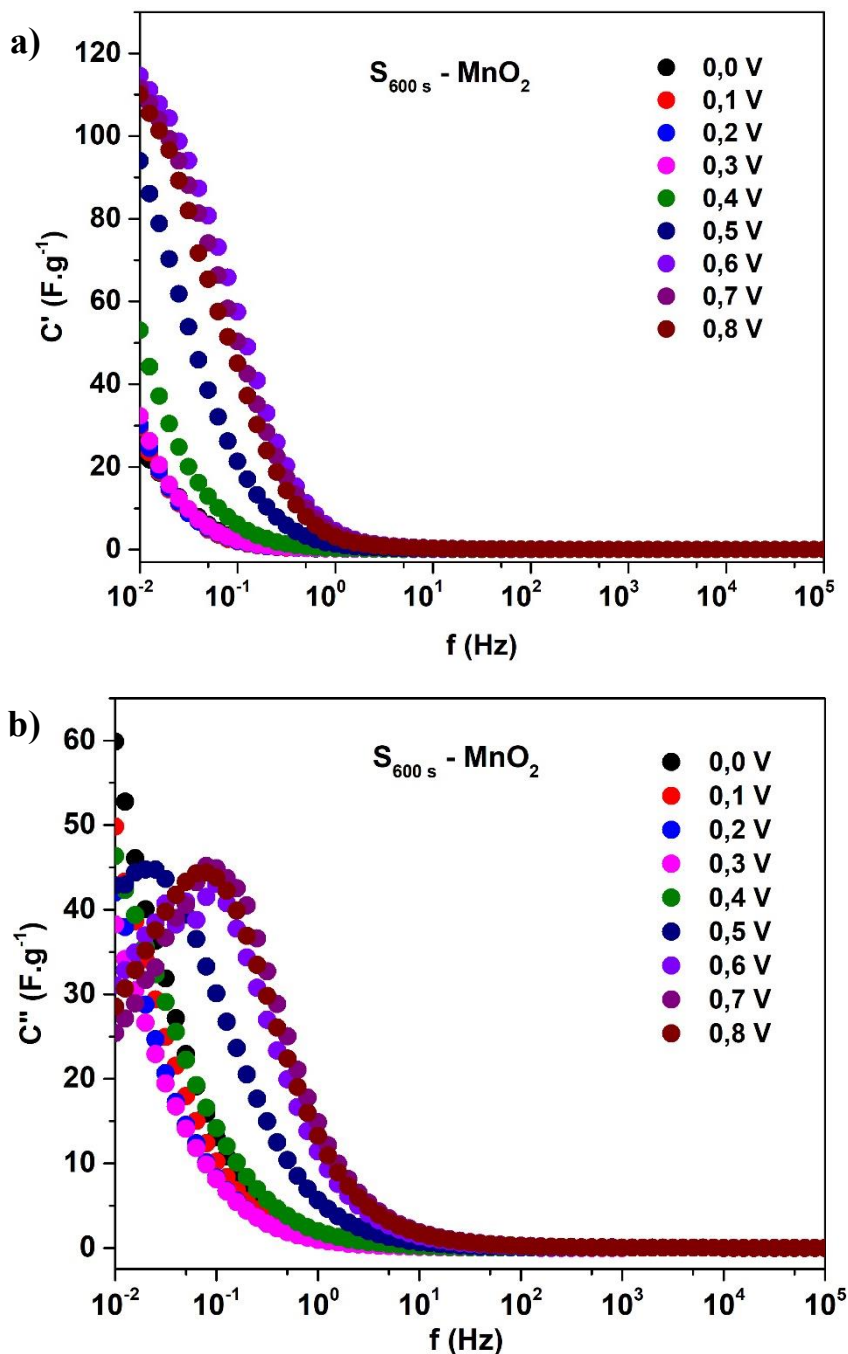 a)
S600 s - MnO2
0,0 V
0,1 V
0,2 V
0,3 V
0,4 V
0,5 V
0,6 V
0,7 V
0,8 V
120
100
80
60
40
20
0
C' (F.g-1)
10-2 10-1 100 101 102 103 104 105
f (Hz)
b)
S600 s - MnO2
0,0 V
0,1 V
0,2 V
0,3 V
0,4 V
0,5 V
0,6 V
0,7 V
0,8 V
60
50
40
30
20
10
0
C'' (F.g-1)
10-2 10-1 100 101 102 103 104 105
f (Hz)